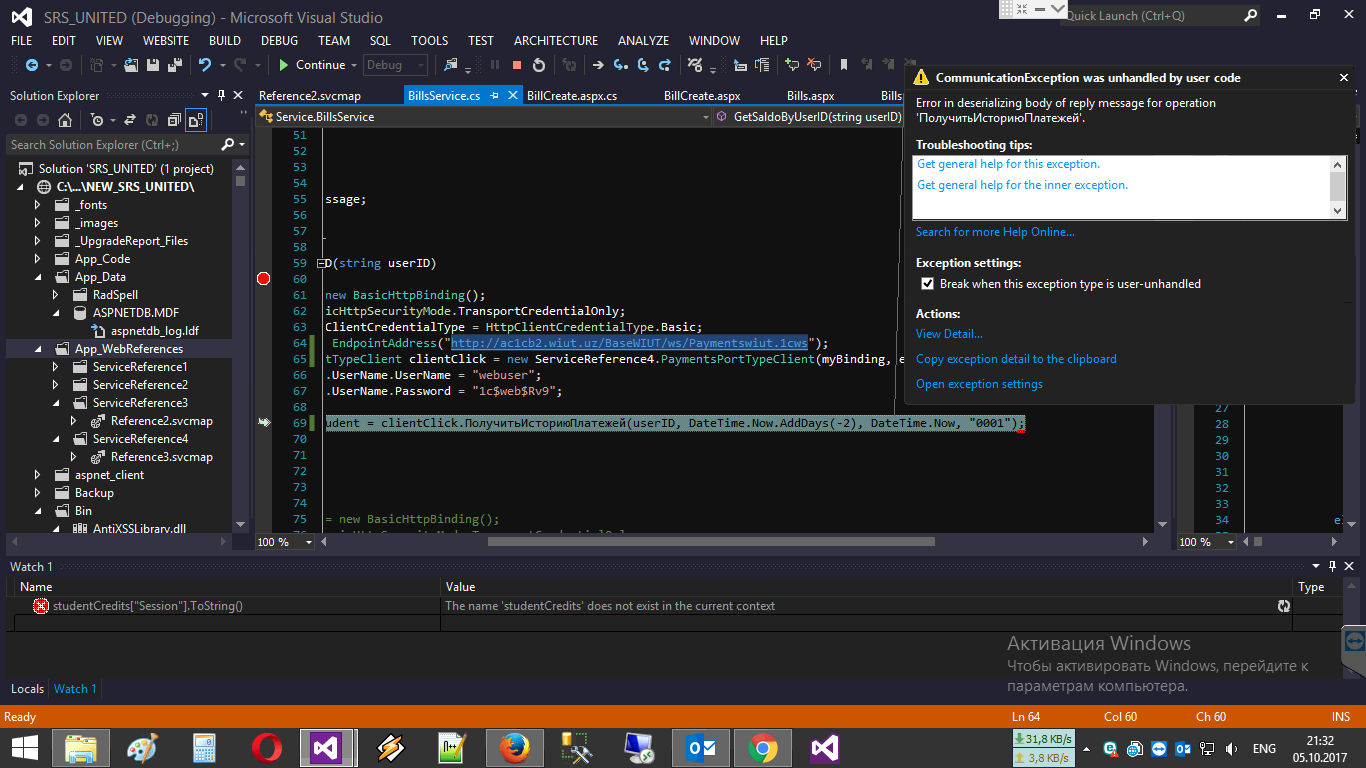 SRS_UNITED (Debugging) - Microsoft Visual Studio
Quick Launch (Ctrl+Q)
FILE EDIT VIEW WEBSITE BUILD DEBUG TEAM SQL TOOLS TEST ARCHITECTURE ANALYZE WINDOW HELP
Continue Debug
Solution Explorer
Search Solution Explorer (Ctrl+;)
Solution 'SRS_UNITED' (1 project)
C:\...\NEW_SRS_UNITED\
_fonts
_images
_UpgradeReport_Files
App_Code
App_Data
RadSpell
ASPNETDB.MDF
aspnetdb_log.ldf
App_WebReferences
ServiceReference1
ServiceReference2
ServiceReference3
Reference2.svcmap
ServiceReference4
Reference3.svcmap
aspnet_client
Backup
Bin
AntiXSSLibrary.dll
Reference2.svcmap BillsService.cs BillCreate.aspx.cs BillCreate.aspx Bills.aspx Bills
Service.BillsService GetSaldoByUserID(string userID)
51
52
53
54
55 ssage;
56
57
58
59 D(string userID)
60
61 new BasicHttpBinding();
62 icHttpSecurityMode.TransportCredentialOnly;
63 ClientCredentialType = HttpClientCredentialType.Basic;
64 EndpointAddress("http://ac1cb2.wiut.uz/BaseWIUT/ws/Paymentswiut.1cws");
65 tTypeClient clientClick = new ServiceReference4.PaymentsPortTypeClient(myBinding, e
66 .UserName.UserName = "webuser";
67 .UserName.Password = "1c$web$Rv9";
68
69 udent = clientClick.ПолучитьИсториюПлатежей(userID, DateTime.Now.AddDays(-2), DateTime.Now, "0001");
70
71
72
73
74
75 = new BasicHttpBinding();
100 %
CommunicationException was unhandled by user code
Error in deserializing body of reply message for operation
'ПолучитьИсториюПлатежей'.
Troubleshooting tips:
Get general help for this exception.
Get general help for the inner exception.
Search for more Help Online...
Exception settings:
Break when this exception type is user-unhandled
Actions:
View Detail...
Copy exception detail to the clipboard
Open exception settings
27
28
29
30
31
32
33
34 el
100 %
Watch 1
Name Value Type
studentCredits["Session"].ToString() The name 'studentCredits' does not exist in the current context
Активация Windows
Чтобы активировать Windows, перейдите к
параметрам компьютера.
Locals Watch 1
Ready Ln 64 Col 60 Ch 60 INS
31,8 KB/s
3,8 KB/s
ENG
21:32
05.10.2017